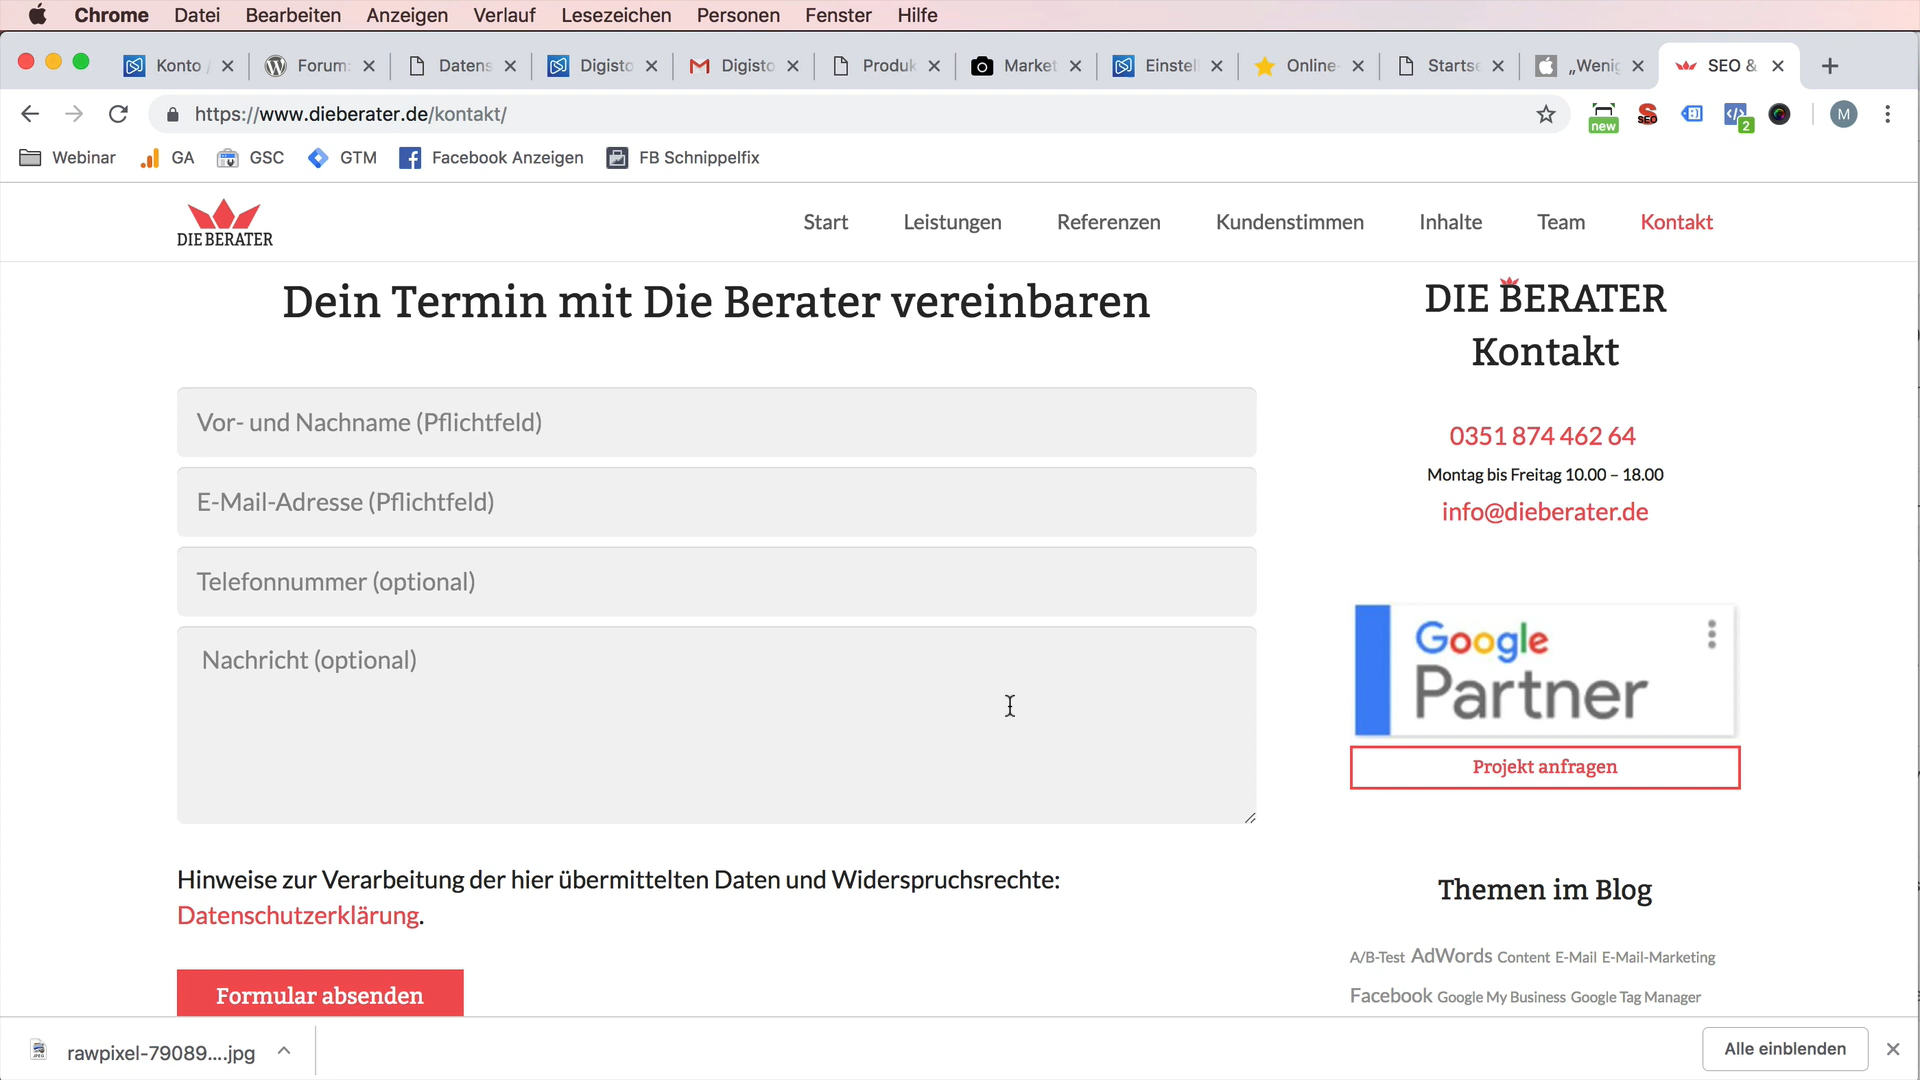 Chrome Datei Bearbeiten Anzeigen Verlauf Lesezeichen Personen Fenster Hilfe
Konto / Forum: Datens Digisto Digisto Produk Market Einstel Online- Startse „Wenig SEO &
https://www.dieberater.de/kontakt/
new SEO 2 M
Webinar GA GSC GTM Facebook Anzeigen FB Schnippelfix
DIE BERATER
Start Leistungen Referenzen Kundenstimmen Inhalte Team Kontakt
Dein Termin mit Die Berater vereinbaren
Vor- und Nachname (Pflichtfeld)
E-Mail-Adresse (Pflichtfeld)
Telefonnummer (optional)
Nachricht (optional)
Hinweise zur Verarbeitung der hier übermittelten Daten und Widerspruchsrechte:
Datenschutzerklärung.
Formular absenden
DIE BERATER
Kontakt
0351 874 462 64
Montag bis Freitag 10.00 – 18.00
info@dieberater.de
Google
Partner
Projekt anfragen
Themen im Blog
A/B-Test AdWords Content E-Mail E-Mail-Marketing
Facebook Google My Business Google Tag Manager
rawpixel-79089....jpg
Alle einblenden